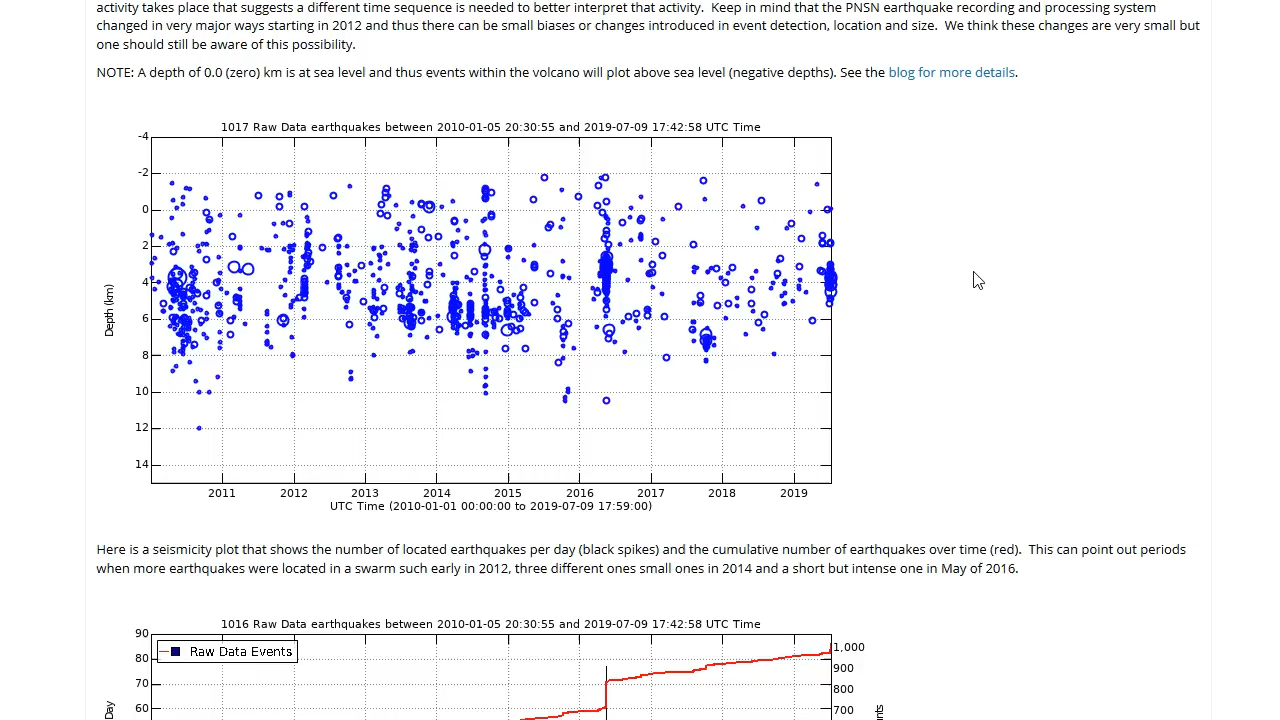 activity takes place that suggests a different time sequence is needed to better interpret that activity.  Keep in mind that the PNSN earthquake recording and processing system
changed in very major ways starting in 2012 and thus there can be small biases or changes introduced in event detection, location and size.  We think these changes are very small but
one should still be aware of this possibility.
NOTE: A depth of 0.0 (zero) km is at sea level and thus events within the volcano will plot above sea level (negative depths). See the blog for more details.
1017 Raw Data earthquakes between 2010-01-05 20:30:55 and 2019-07-09 17:42:58 UTC Time
-4
-2
0
2
4
6
8
10
12
14
Depth (km)
2011 2012 2013 2014 2015 2016 2017 2018 2019
UTC Time (2010-01-01 00:00:00 to 2019-07-09 17:59:00)
Here is a seismicity plot that shows the number of located earthquakes per day (black spikes) and the cumulative number of earthquakes over time (red).  This can point out periods
when more earthquakes were located in a swarm such early in 2012, three different ones small ones in 2014 and a short but intense one in May of 2016.
1016 Raw Data earthquakes between 2010-01-05 20:30:55 and 2019-07-09 17:42:58 UTC Time
90
80
70
60
Day
Raw Data Events
1,000
900
800
700
nts